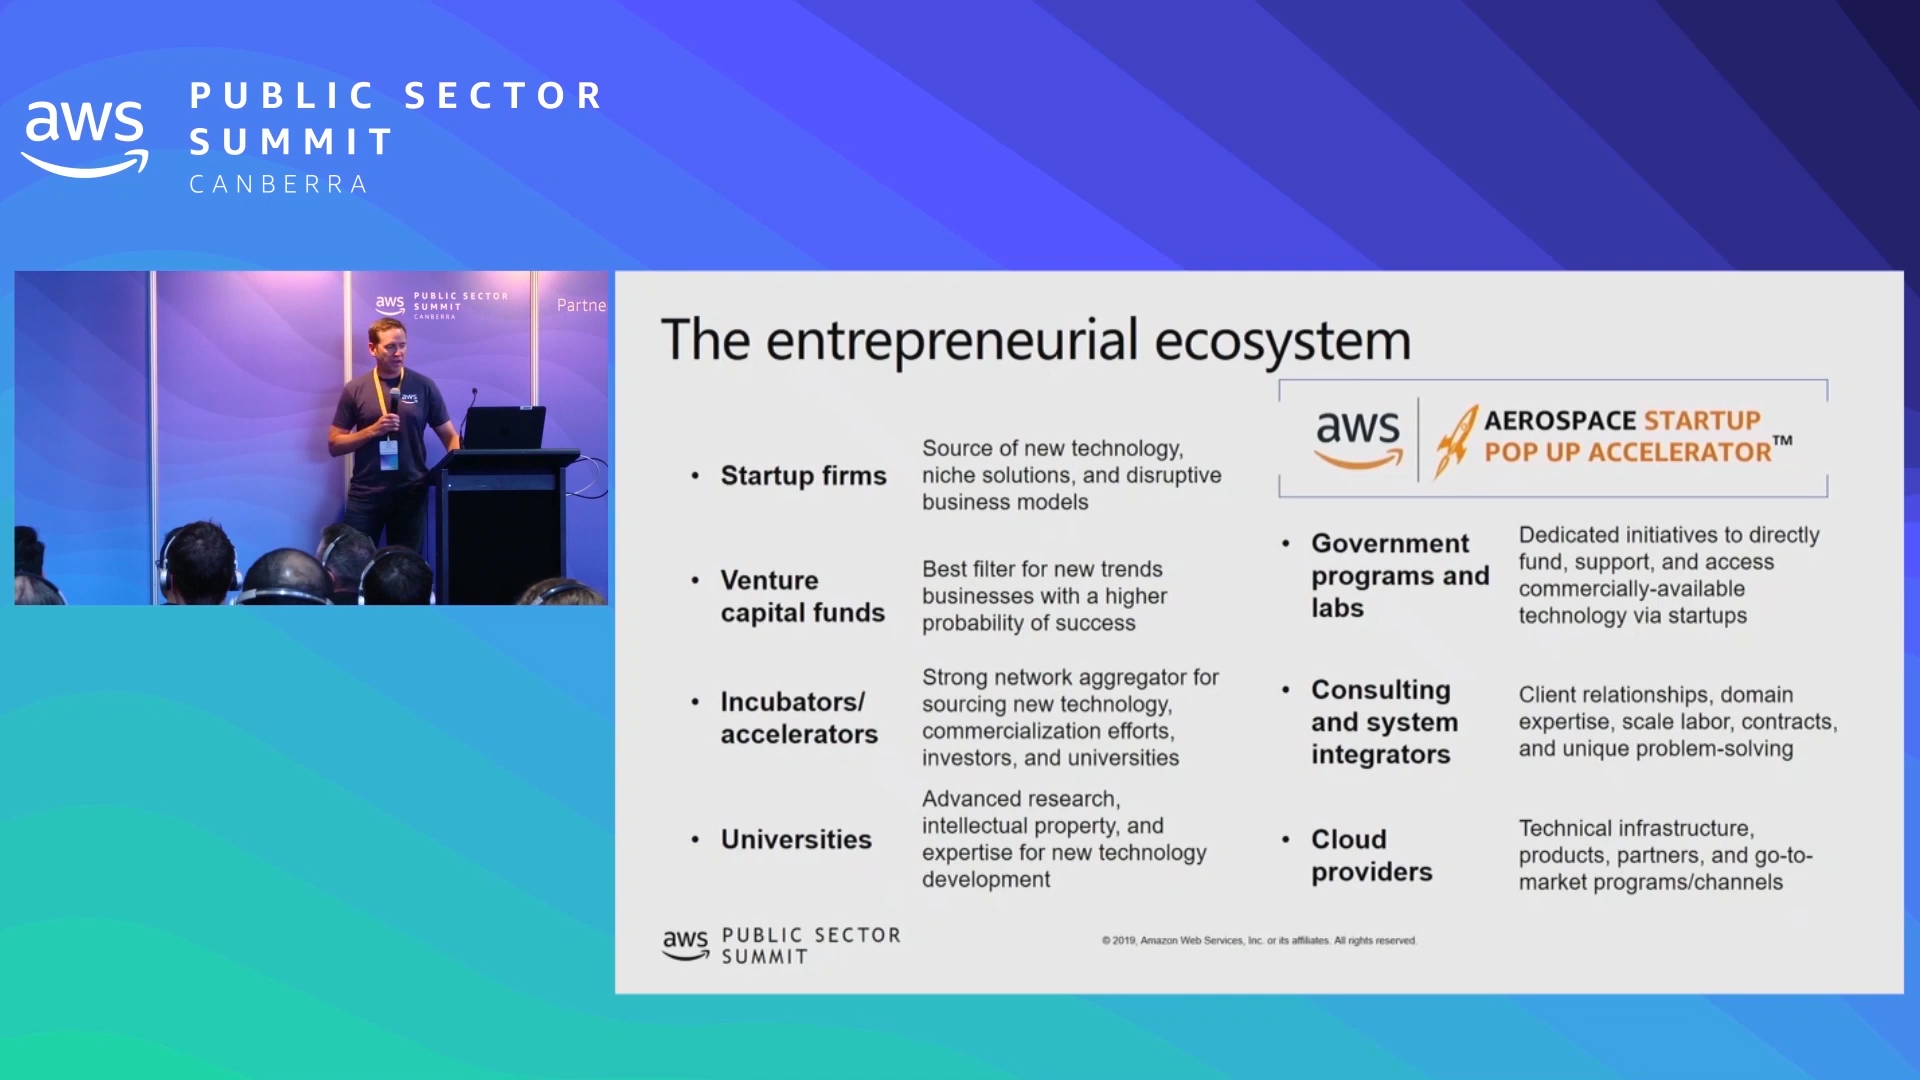 aws
PUBLIC SECTOR
SUMMIT
CANBERRA
aws
PUBLIC SECTOR
SUMMIT
CANBERRA
Partne
aws
The entrepreneurial ecosystem
aws
AEROSPACE STARTUP
POP UP ACCELERATOR™
• Startup firms
Source of new technology,
niche solutions, and disruptive
business models
• Venture
capital funds
Best filter for new trends
businesses with a higher
probability of success
• Incubators/
accelerators
Strong network aggregator for
sourcing new technology,
commercialization efforts,
investors, and universities
• Universities
Advanced research,
intellectual property, and
expertise for new technology
development
• Government
programs and
labs
Dedicated initiatives to directly
fund, support, and access
commercially-available
technology via startups
• Consulting
and system
integrators
Client relationships, domain
expertise, scale labor, contracts,
and unique problem-solving
• Cloud
providers
Technical infrastructure,
products, partners, and go-to-
market programs/channels
aws
PUBLIC SECTOR
SUMMIT
© 2019, Amazon Web Services, Inc. or its affiliates. All rights reserved.